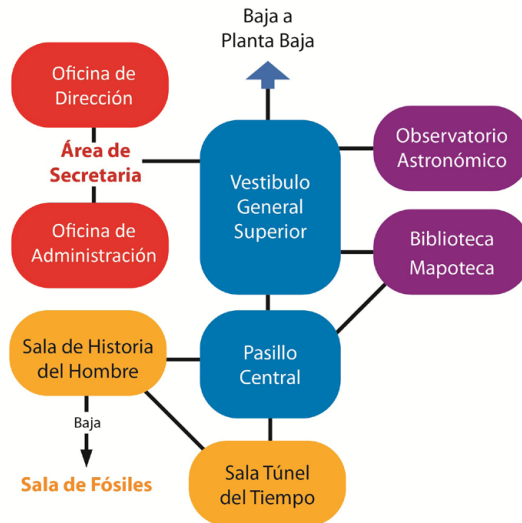 Baja a
Planta Baja
Oficina de
Dirección
Área de
Secretaria
Oficina de
Administración
Vestibulo
General
Superior
Observatorio
Astronómico
Biblioteca
Mapoteca
Sala de Historia
del Hombre
Pasillo
Central
Baja
Sala de Fósiles
Sala Túnel
del Tiempo